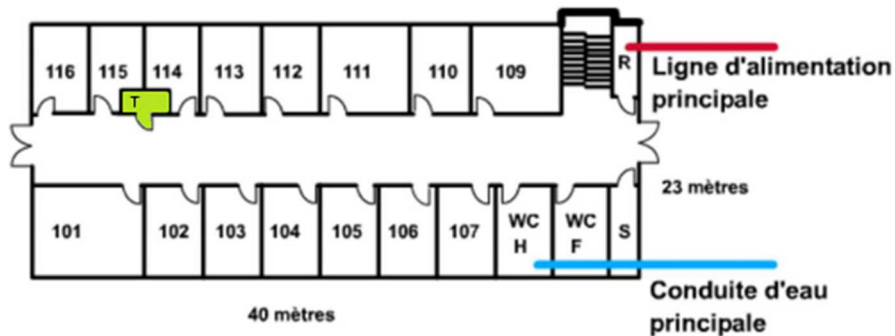 116 115 114 113 112 111 110 109 R
T
Ligne d'alimentation
principale
23 mètres
101 102 103 104 105 106 107 WC H WC F S
Conduite d'eau
principale
40 mètres